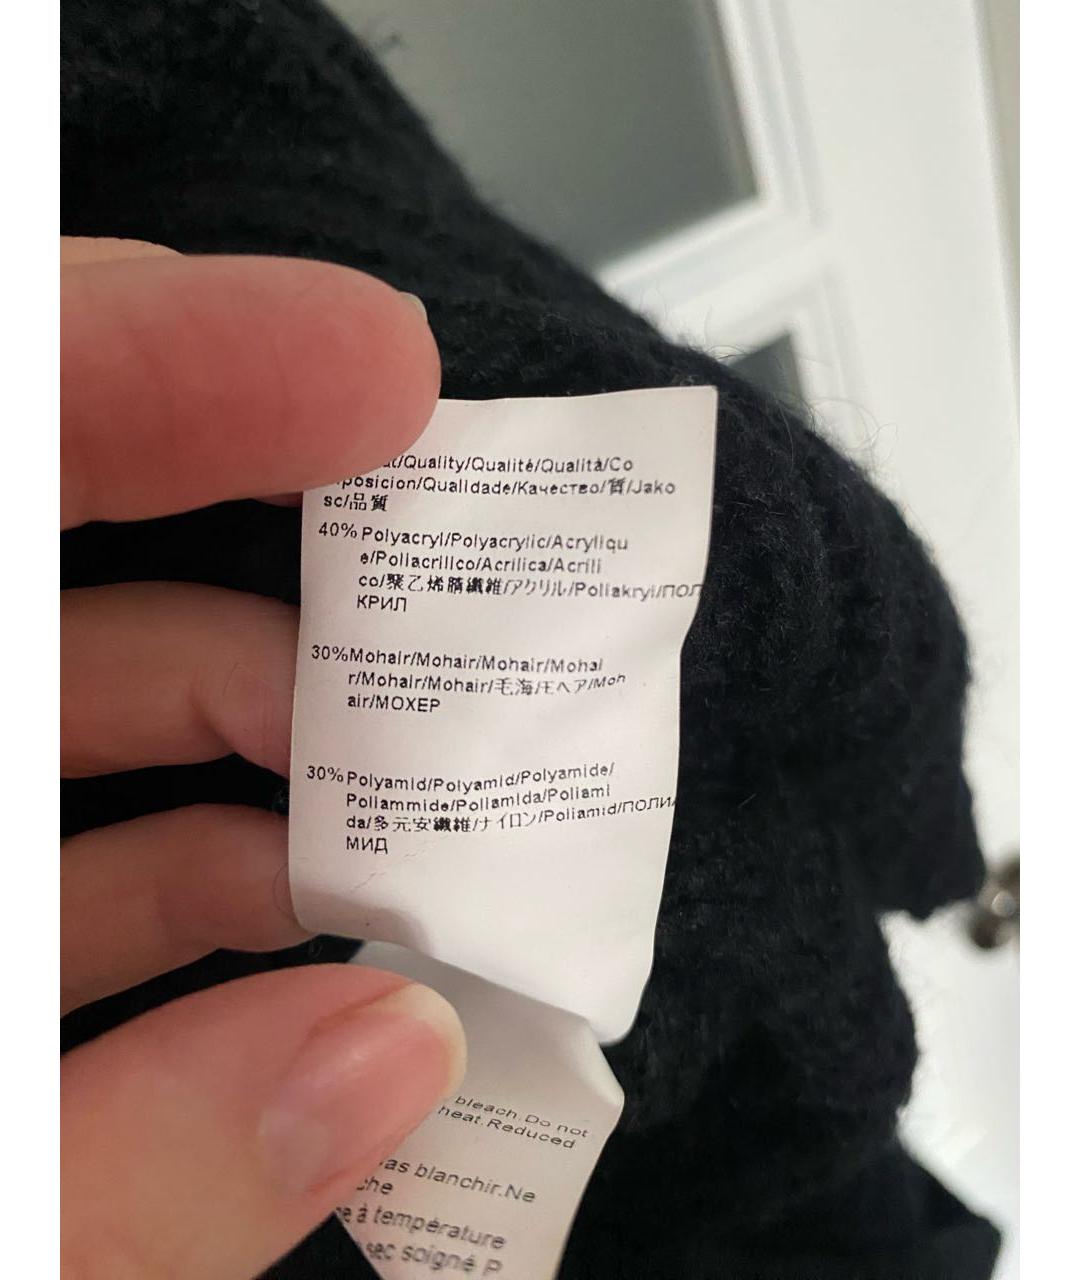 /Quality/Qualité/Qualità/Co
posicion/Qualidade/Качество/質/Jako
sc/品質
40% Polyacryl/Polyacrylic/Acryliqu
e/Poliacrilico/Acrilica/Acrili
co/聚乙烯腈纖維/アクリル/Poliakryl/ПОЛ
КРИЛ
30% Mohair/Mohair/Mohair/Mohai
r/Mohair/Mohair/毛海/モヘア/Moh
air/МОХЕР
30% Polyamid/Polyamid/Polyamide/
Poliammide/Poliamida/Poliami
da/多元安纖維/ナイロン/Poliamid/ПОЛИ
МИД
bleach.Do not
heat.Reduced
as blanchir.Ne
che
e à température
sec soigné P